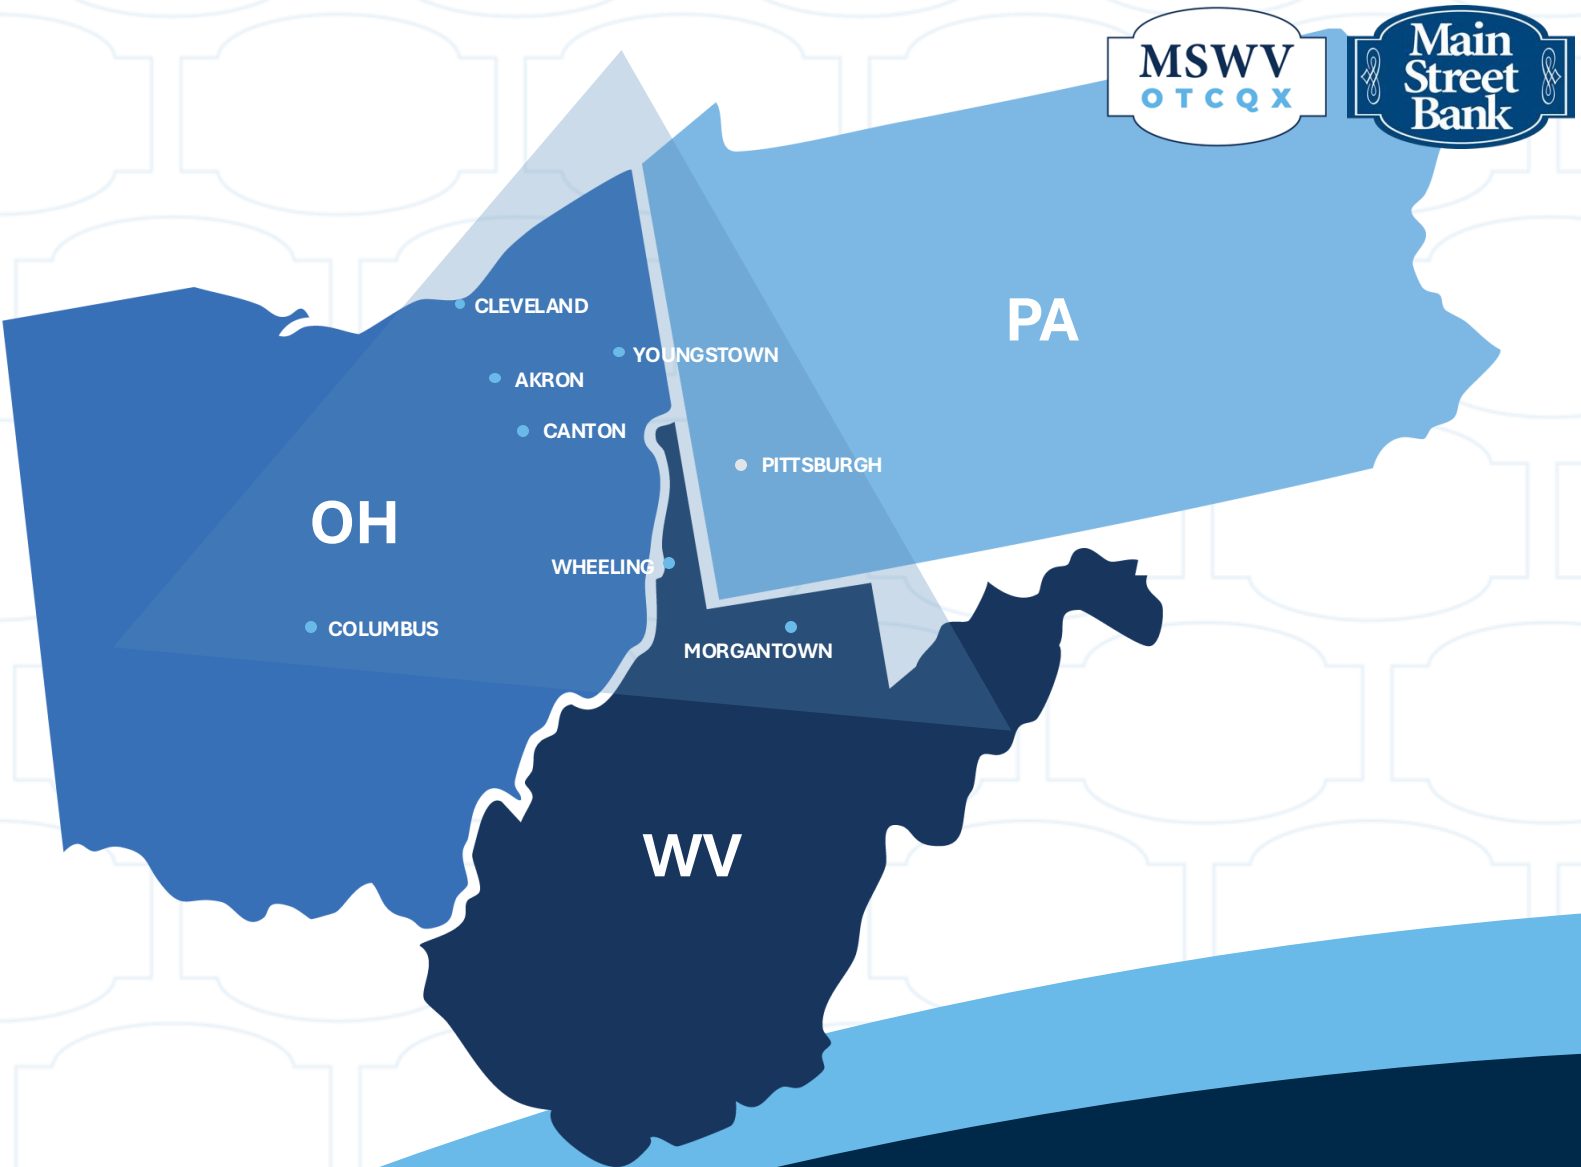 MSWV
OTCQX
Main
Street
Bank
CLEVELAND
YOUNGSTOWN
AKRON
CANTON
PITTSBURGH
PA
OH
WHEELING
COLUMBUS
MORGANTOWN
WV